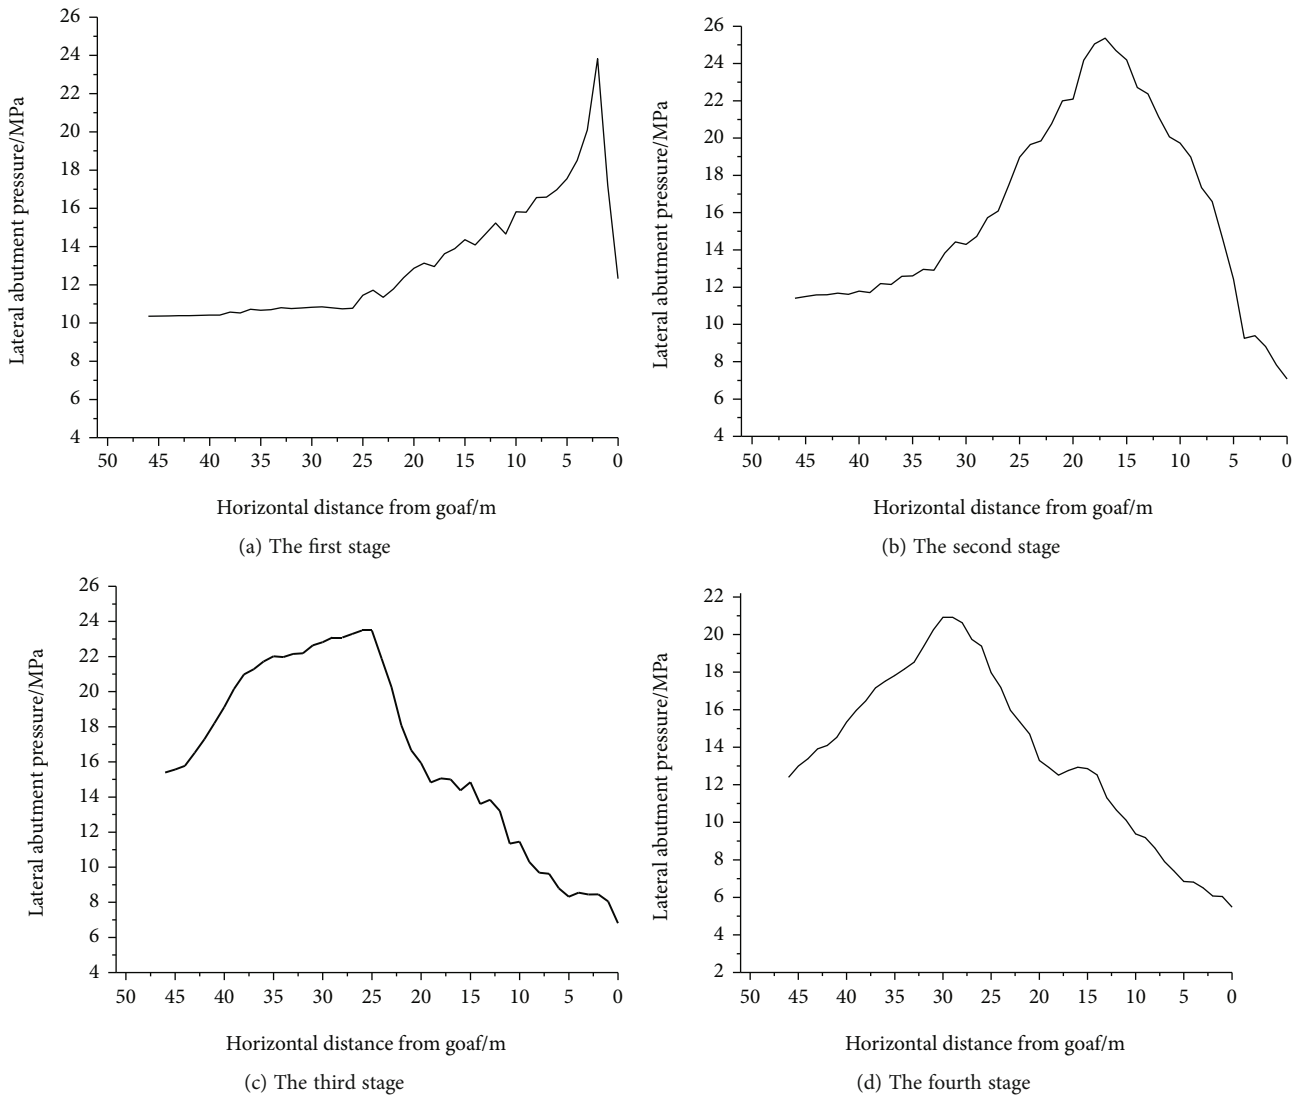 26
24
22
20
18
16
14
12
10
8
6
4
Lateral abutment pressure/MPa
50 45 40 35 30 25 20 15 10 5 0
Horizontal distance from goaf/m
(a) The first stage
26
24
22
20
18
16
14
12
10
8
6
4
Lateral abutment pressure/MPa
50 45 40 35 30 25 20 15 10 5 0
Horizontal distance from goaf/m
(b) The second stage
26
24
22
20
18
16
14
12
10
8
6
4
Lateral abutment pressure/MPa
50 45 40 35 30 25 20 15 10 5 0
Horizontal distance from goaf/m
(c) The third stage
22
20
18
16
14
12
10
8
6
4
2
Lateral abutment pressure/MPa
50 45 40 35 30 25 20 15 10 5 0
Horizontal distance from goaf/m
(d) The fourth stage